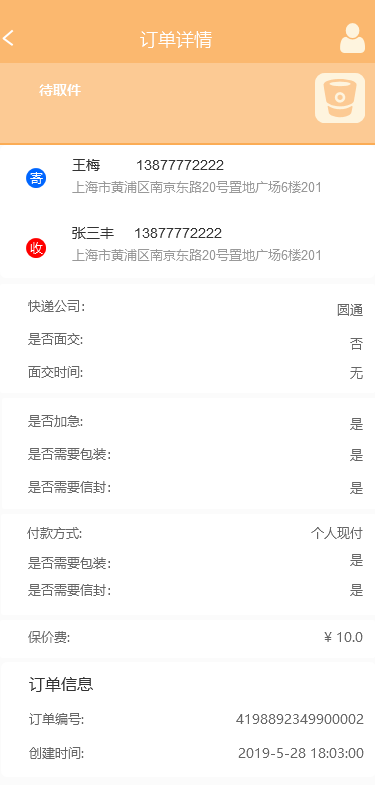 订单详情
待取件
寄 王梅 13877772222
上海市黄浦区南京东路20号置地广场6楼201
收 张三丰 13877772222
上海市黄浦区南京东路20号置地广场6楼201
快递公司: 圆通
是否面交: 否
面交时间: 无
是否加急: 是
是否需要包装: 是
是否需要信封: 是
付款方式: 个人现付
是否需要包装: 是
是否需要信封: 是
保价费: ¥ 10.0
订单信息
订单编号: 4198892349900002
创建时间: 2019-5-28 18:03:00